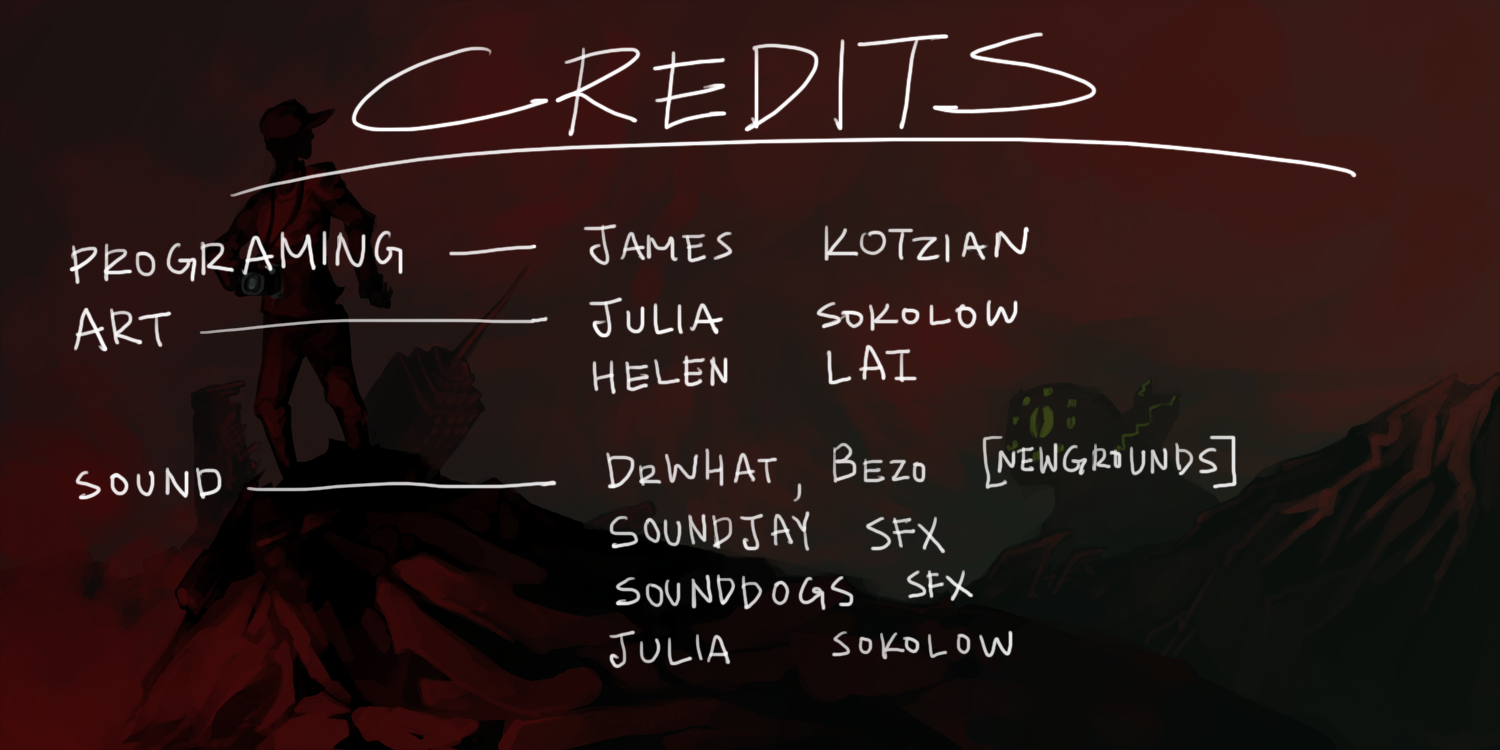 CREDITS
PROGRAMING — JAMES KOTZIAN
ART — JULIA SOKOLOW
HELEN LAI
SOUND — DRWHAT, BEZO [NEWGROUNDS]
SOUNDJAY SFX
SOUNDDOGS SFX
JULIA SOKOLOW